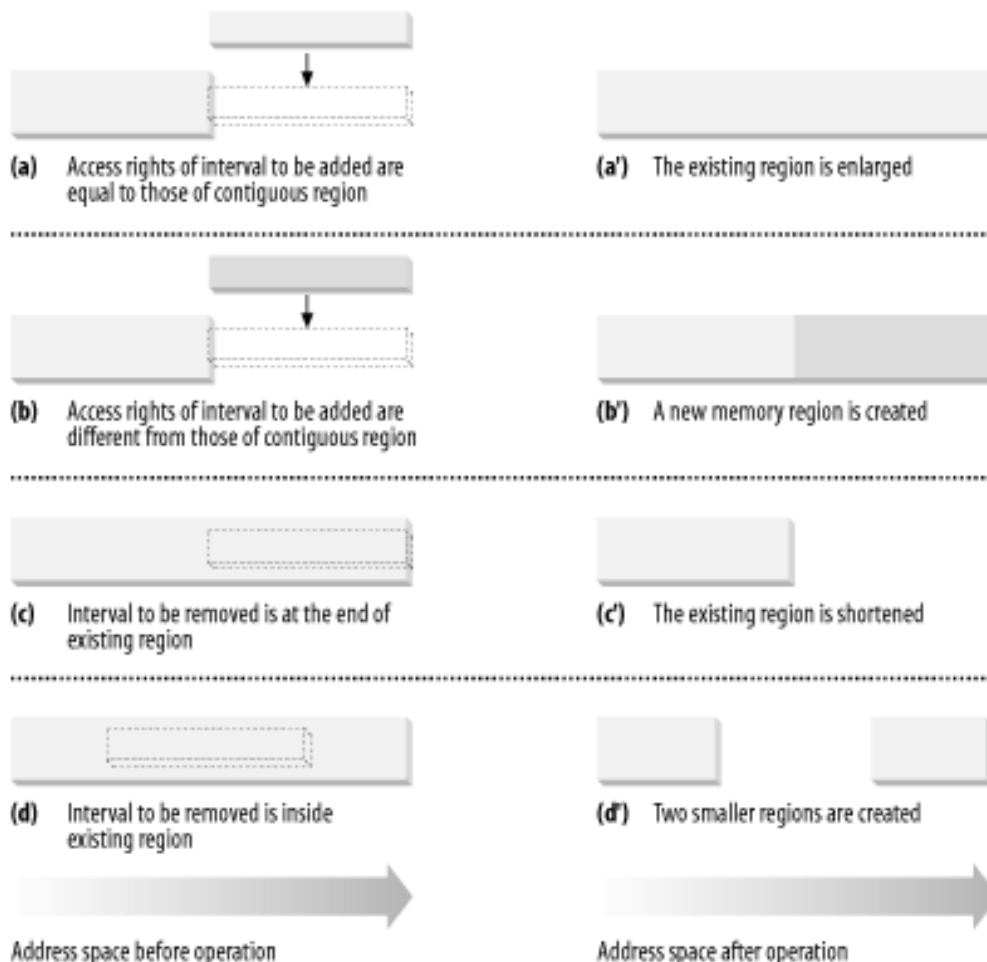 (a) Access rights of interval to be added are
equal to those of contiguous region
(a') The existing region is enlarged
(b) Access rights of interval to be added are
different from those of contiguous region
(b') A new memory region is created
(c) Interval to be removed is at the end of
existing region
(c') The existing region is shortened
(d) Interval to be removed is inside
existing region
(d') Two smaller regions are created
Address space before operation
Address space after operation